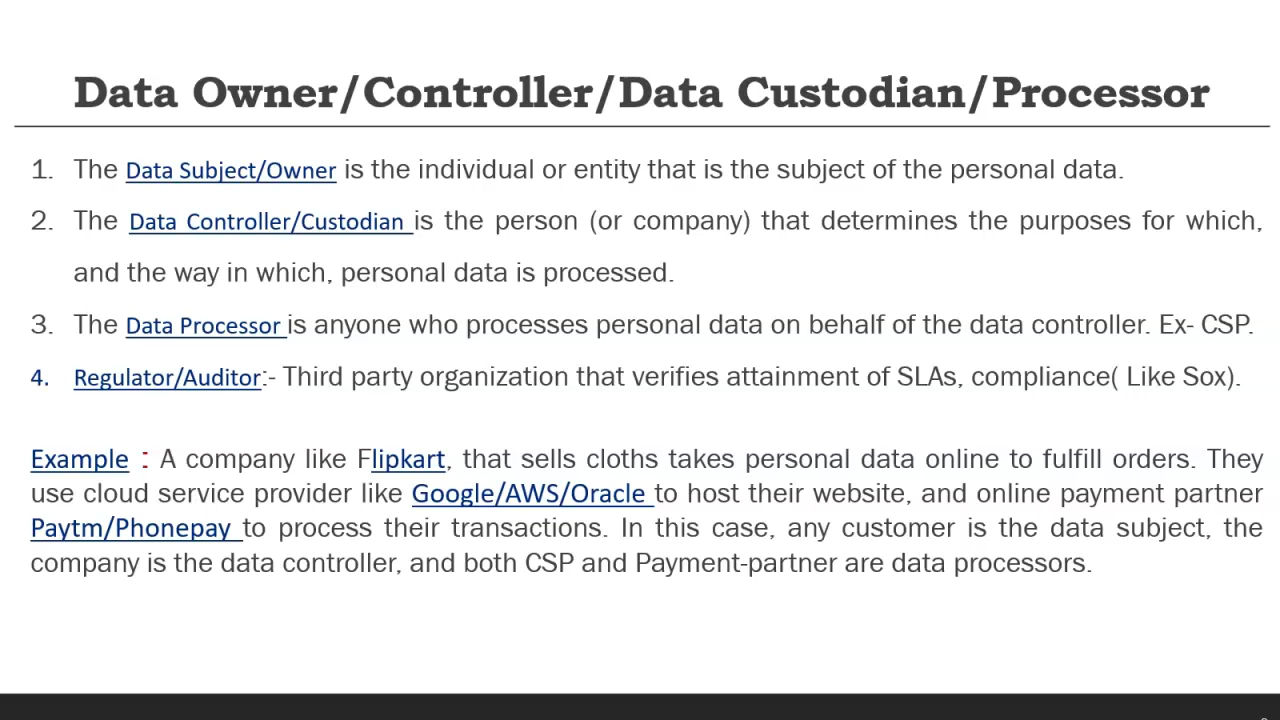 Data Owner/Controller/Data Custodian/Processor
1. The Data Subject/Owner is the individual or entity that is the subject of the personal data.
2. The Data Controller/Custodian is the person (or company) that determines the purposes for which,
and the way in which, personal data is processed.
3. The Data Processor is anyone who processes personal data on behalf of the data controller. Ex- CSP.
4. Regulator/Auditor:- Third party organization that verifies attainment of SLAs, compliance( Like Sox).
Example : A company like Flipkart, that sells cloths takes personal data online to fulfill orders. They
use cloud service provider like Google/AWS/Oracle to host their website, and online payment partner
Paytm/Phonepay to process their transactions. In this case, any customer is the data subject, the
company is the data controller, and both CSP and Payment-partner are data processors.